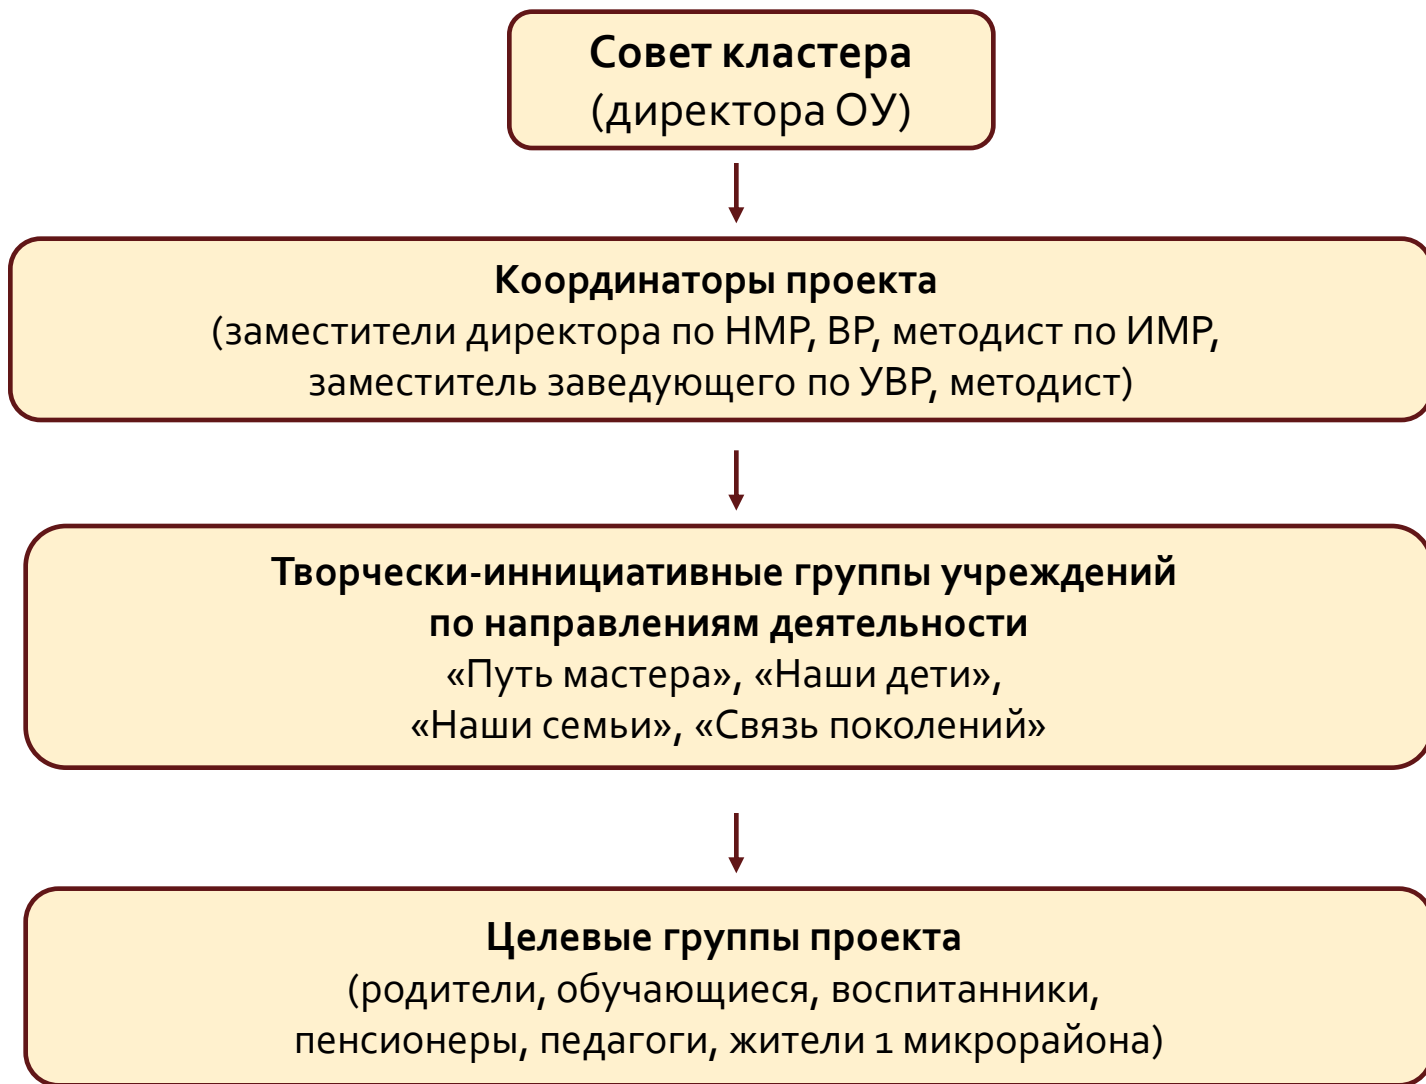 Совет кластера
(директора ОУ)
Координаторы проекта
(заместители директора по НМР, ВР, методист по ИМР,
заместитель заведующего по УВР, методист)
Творчески-иннициативные группы учреждений
по направлениям деятельности
«Путь мастера», «Наши дети»,
«Наши семьи», «Связь поколений»
Целевые группы проекта
(родители, обучающиеся, воспитанники,
пенсионеры, педагоги, жители 1 микрорайона)